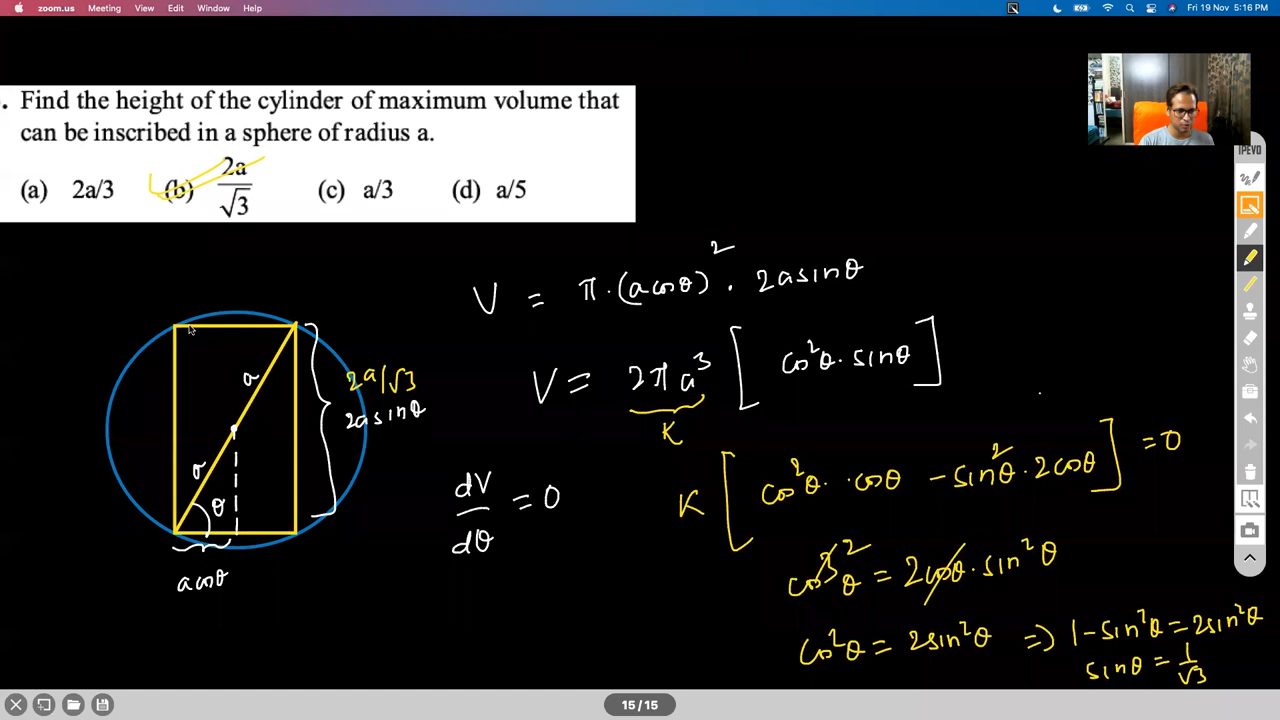 zoom.us Meeting View Edit Window Help Fri 19 Nov 5:16 PM
. Find the height of the cylinder of maximum volume that
can be inscribed in a sphere of radius a.
(a) 2a/3 (b) 2a/√3 (c) a/3 (d) a/5
IPEVO
V = π·(acosθ)². 2asinθ
V = 2πa³ [ cos²θ·sinθ ]
K
a
2a/√3
2asinθ
θ
acosθ
dV/dθ = 0
K [ cos²θ· ·cosθ - sin²θ·2cosθ ] = 0
cos³θ ² = 2cosθ·sin²θ
cos²θ = 2sin²θ => 1-sin²θ = 2sin²θ
sinθ = 1/√3
15 / 15